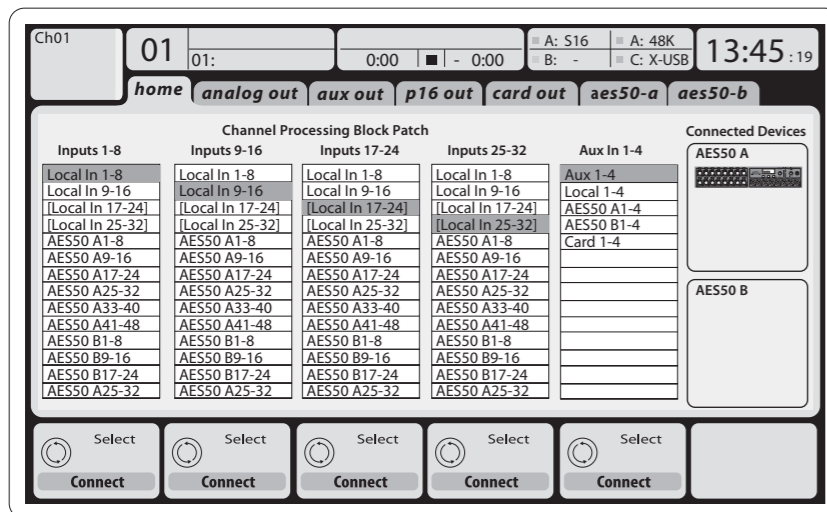 Ch01
01
01:
0:00 - 0:00
A: S16 A: 48K
B: - C: X-USB
13:45 :19
home analog out aux out p16 out card out aes50-a aes50-b
Channel Processing Block Patch
Connected Devices
Inputs 1-8 Inputs 9-16 Inputs 17-24 Inputs 25-32 Aux In 1-4
AES50 A
Local In 1-8 Local In 1-8 Local In 1-8 Local In 1-8 Aux 1-4
Local In 9-16 Local In 9-16 Local In 9-16 Local In 9-16 Local 1-4
[Local In 17-24] [Local In 17-24] [Local In 17-24] [Local In 17-24] AES50 A1-4
[Local In 25-32] [Local In 25-32] [Local In 25-32] [Local In 25-32] AES50 B1-4
AES50 A1-8 AES50 A1-8 AES50 A1-8 AES50 A1-8 Card 1-4
AES50 A9-16 AES50 A9-16 AES50 A9-16 AES50 A9-16
AES50 A17-24 AES50 A17-24 AES50 A17-24 AES50 A17-24
AES50 A25-32 AES50 A25-32 AES50 A25-32 AES50 A25-32
AES50 B
AES50 A33-40 AES50 A33-40 AES50 A33-40 AES50 A33-40
AES50 A41-48 AES50 A41-48 AES50 A41-48 AES50 A41-48
AES50 B1-8 AES50 B1-8 AES50 B1-8 AES50 B1-8
AES50 B9-16 AES50 B9-16 AES50 B9-16 AES50 B9-16
AES50 B17-24 AES50 B17-24 AES50 B17-24 AES50 B17-24
AES50 A25-32 AES50 A25-32 AES50 A25-32 AES50 A25-32
Select Select Select Select Select
Connect Connect Connect Connect Connect